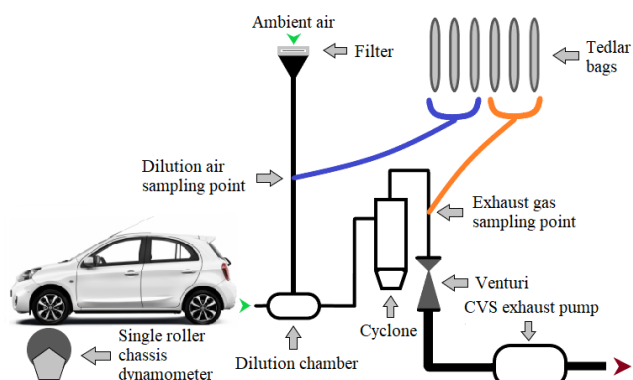 Ambient air
Filter
Tedlar
bags
Dilution air
sampling point
Exhaust gas
sampling point
Venturi
CVS exhaust pump
Cyclone
Single roller
chassis
dynamometer
Dilution chamber